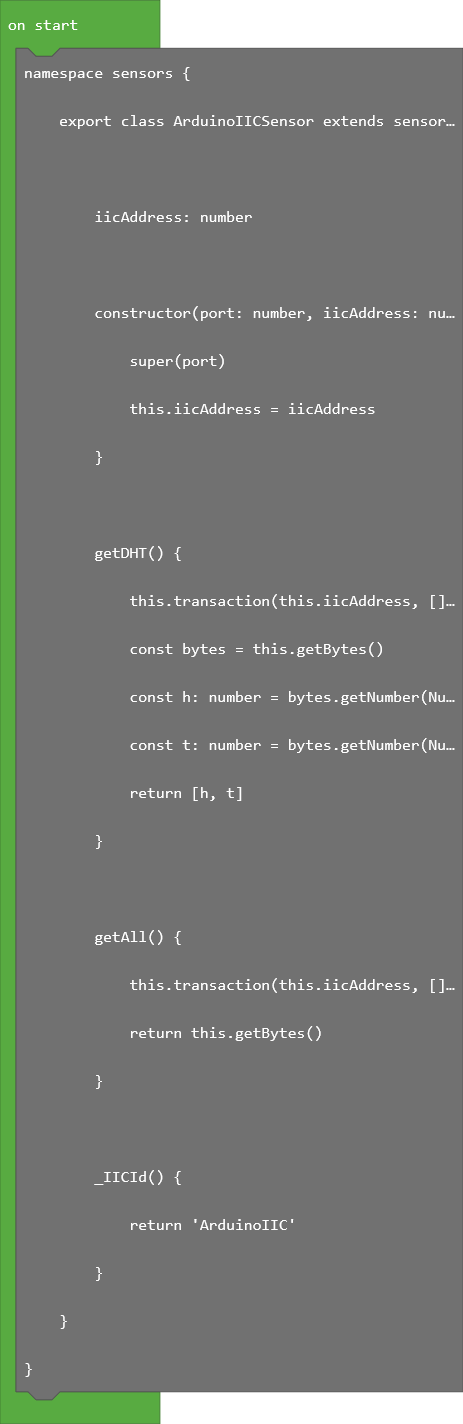 on start
namespace sensors {
export class ArduinoIICSensor extends sensor…
iicAddress: number
constructor(port: number, iicAddress: nu…
super(port)
this.iicAddress = iicAddress
}
getDHT() {
this.transaction(this.iicAddress, []…
const bytes = this.getBytes()
const h: number = bytes.getNumber(Nu…
const t: number = bytes.getNumber(Nu…
return [h, t]
}
getAll() {
this.transaction(this.iicAddress, []…
return this.getBytes()
}
_IICId() {
return 'ArduinoIIC'
}
}
}